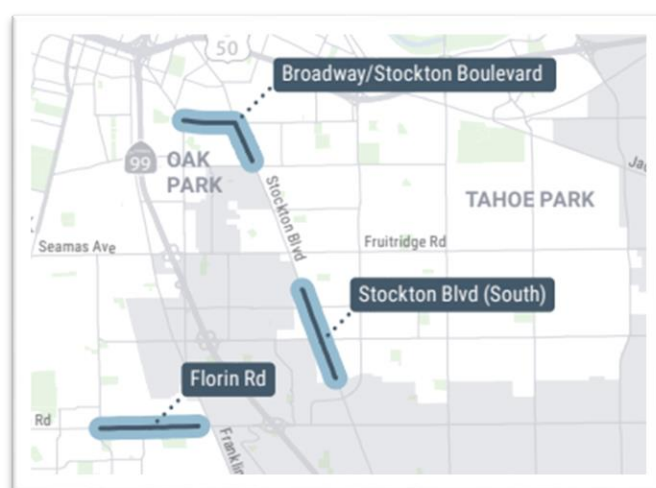 50
Broadway/Stockton Boulevard
99
OAK
PARK
Stockton Blvd
TAHOE PARK
Seamas Ave
Fruitridge Rd
Stockton Blvd (South)
Florin Rd
Rd